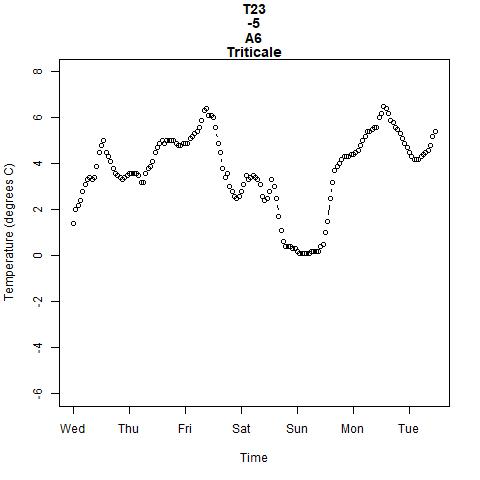 T23
-5
A6
Triticale
Temperature (degrees C)
8
6
4
2
0
-2
-4
-6
Wed Thu Fri Sat Sun Mon Tue
Time